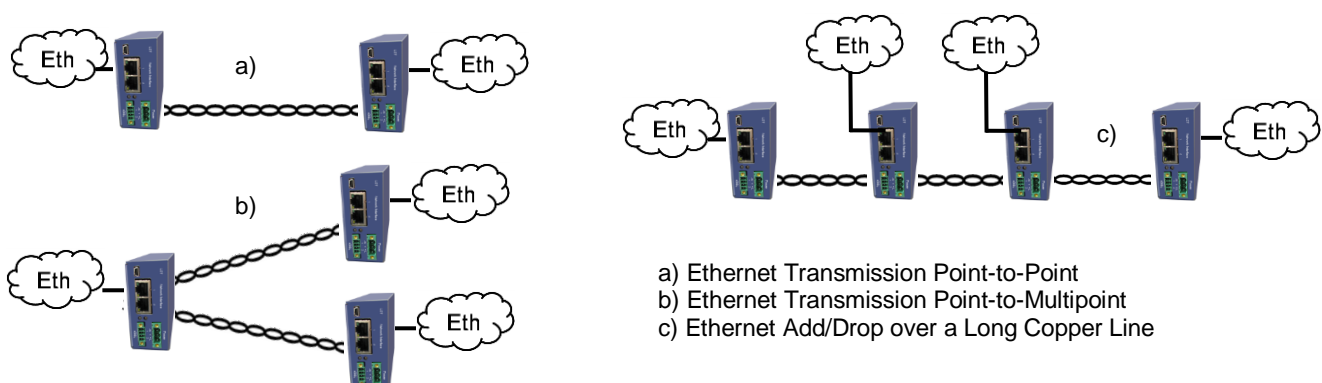 Eth
a)
Eth
Eth
b)
Eth
Eth
Eth
Eth
Eth
c)
Eth
a) Ethernet Transmission Point-to-Point
b) Ethernet Transmission Point-to-Multipoint
c) Ethernet Add/Drop over a Long Copper Line